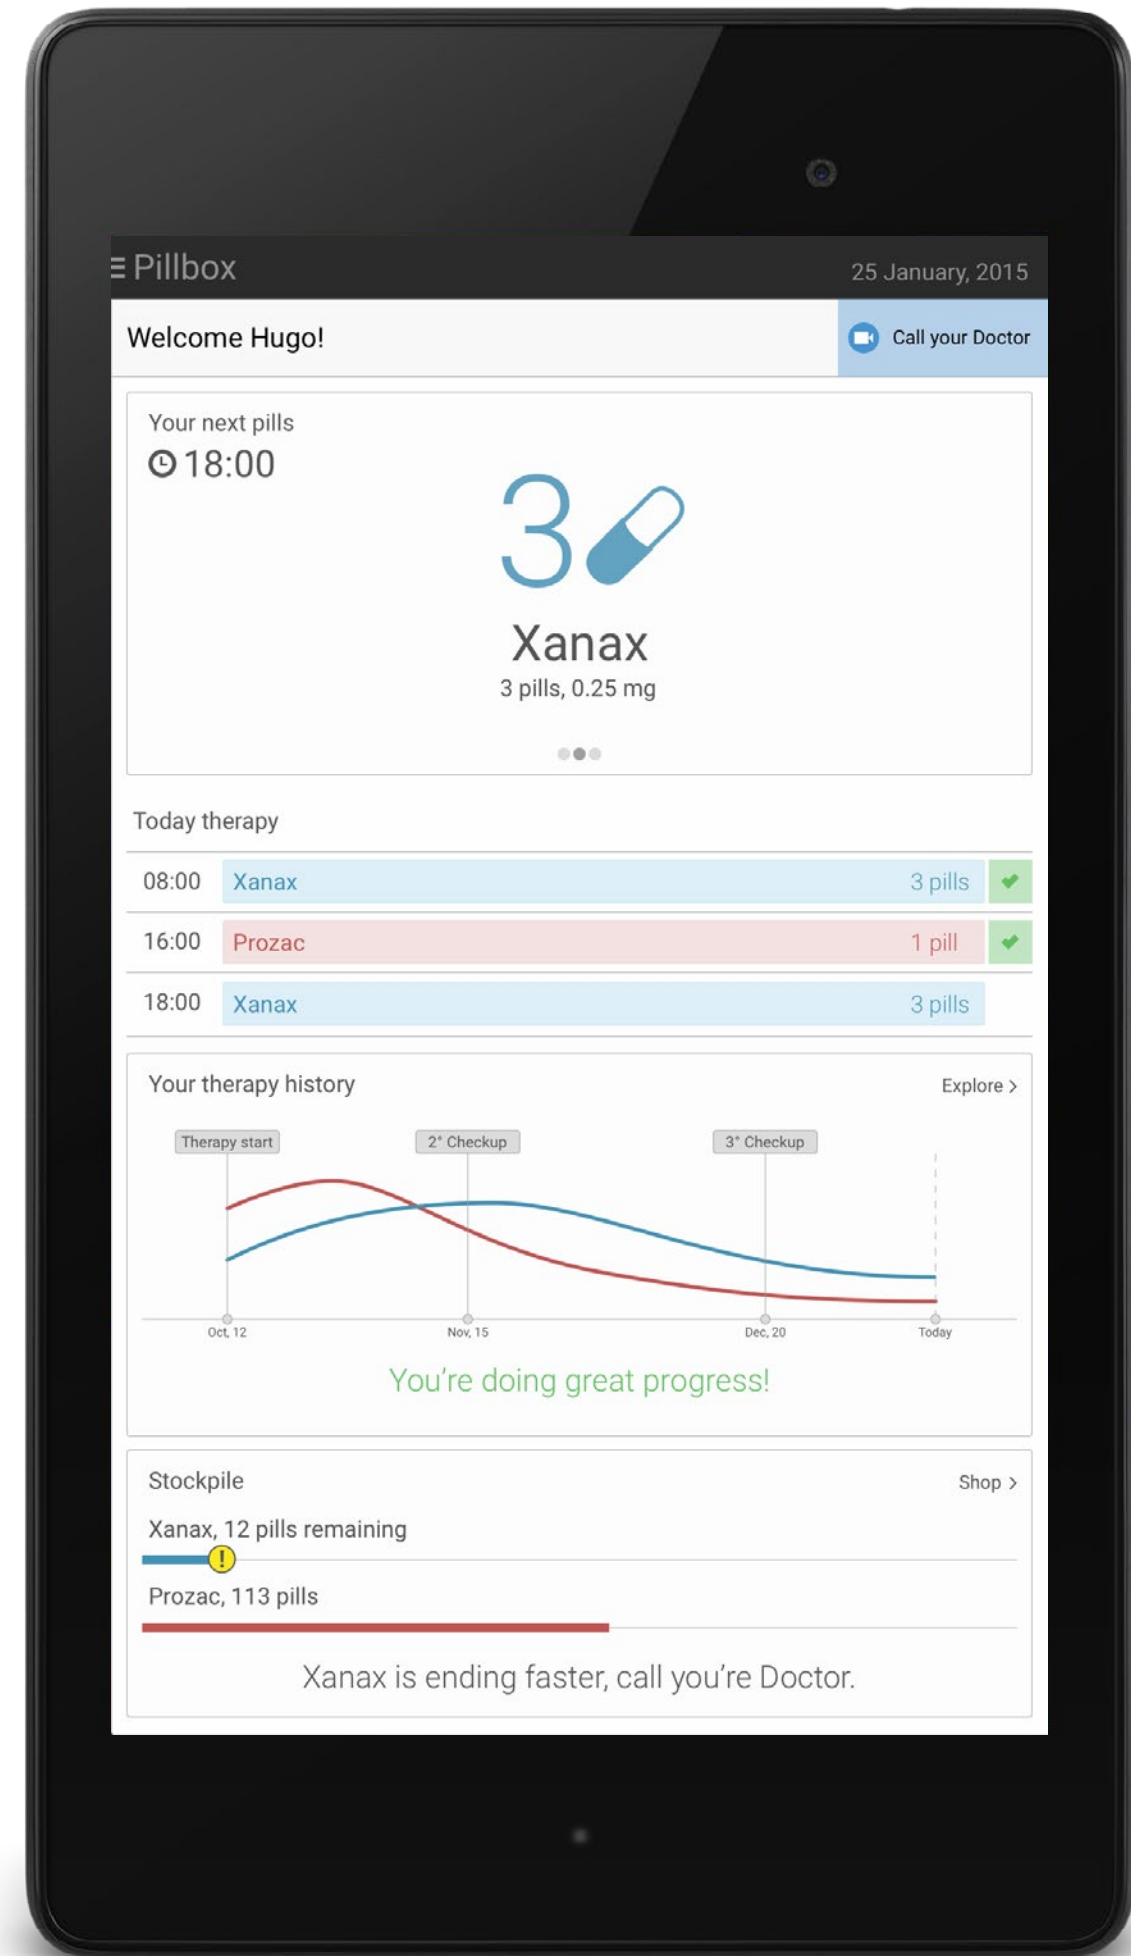 Pillbox
25 January, 2015
Welcome Hugo!
Call your Doctor
Your next pills
18:00
3
Xanax
3 pills, 0.25 mg
Today therapy
08:00 Xanax 3 pills
16:00 Prozac 1 pill
18:00 Xanax 3 pills
Your therapy history
Explore >
Therapy start
2° Checkup
3° Checkup
Oct, 12
Nov, 15
Dec, 20
Today
You're doing great progress!
Stockpile
Shop >
Xanax, 12 pills remaining
!
Prozac, 113 pills
Xanax is ending faster, call you're Doctor.